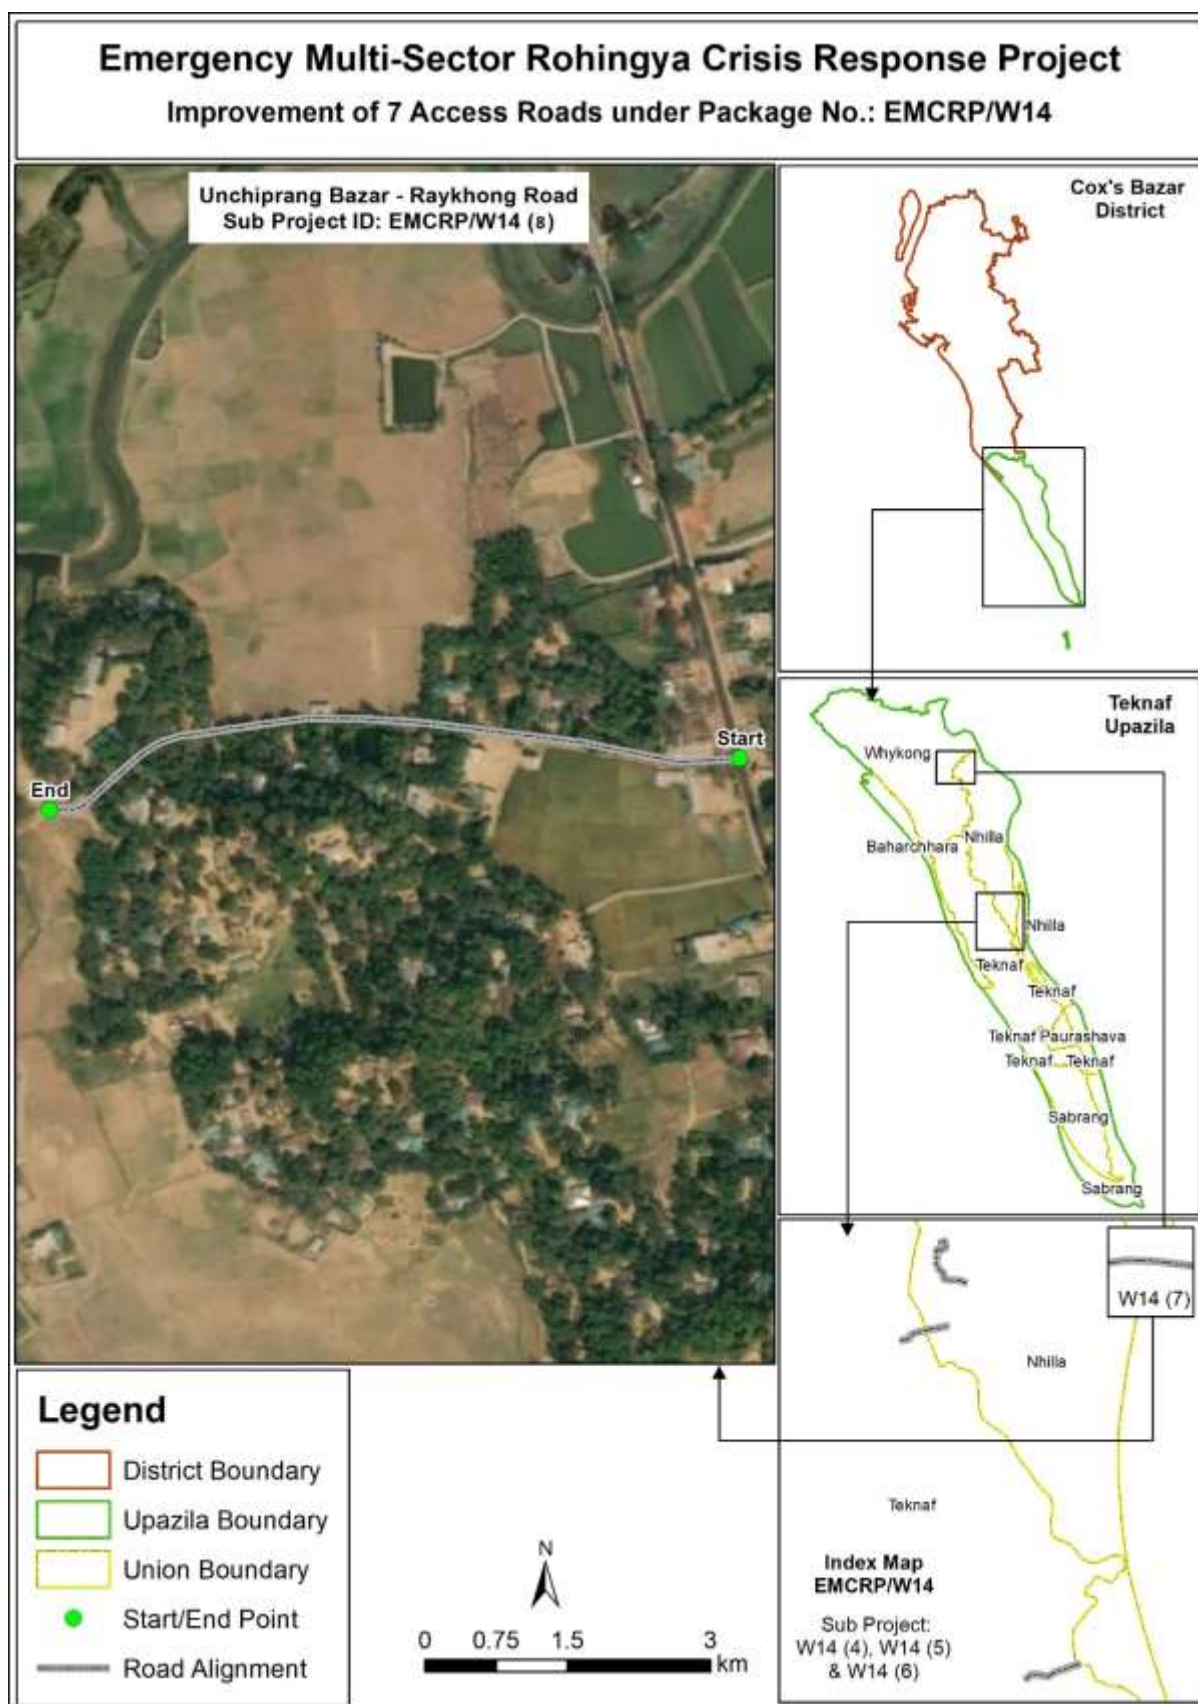 Emergency Multi-Sector Rohingya Crisis Response Project
Improvement of 7 Access Roads under Package No.: EMCRP/W14
Unchiprang Bazar - Raykhong Road
Sub Project ID: EMCRP/W14 (8)
Start
End
Cox's Bazar
District
Teknaf
Upazila
Whykong
Nhilla
Baharchhara
Nhilla
Teknaf
Teknaf
Teknaf Paurashava
Teknaf
Teknaf
Sabrang
Sabrang
W14 (7)
Nhilla
Teknaf
Index Map
EMCRP/W14
Sub Project:
W14 (4), W14 (5)
& W14 (6)
Legend
District Boundary
Upazila Boundary
Union Boundary
Start/End Point
Road Alignment
N
0 0.75 1.5 3
km